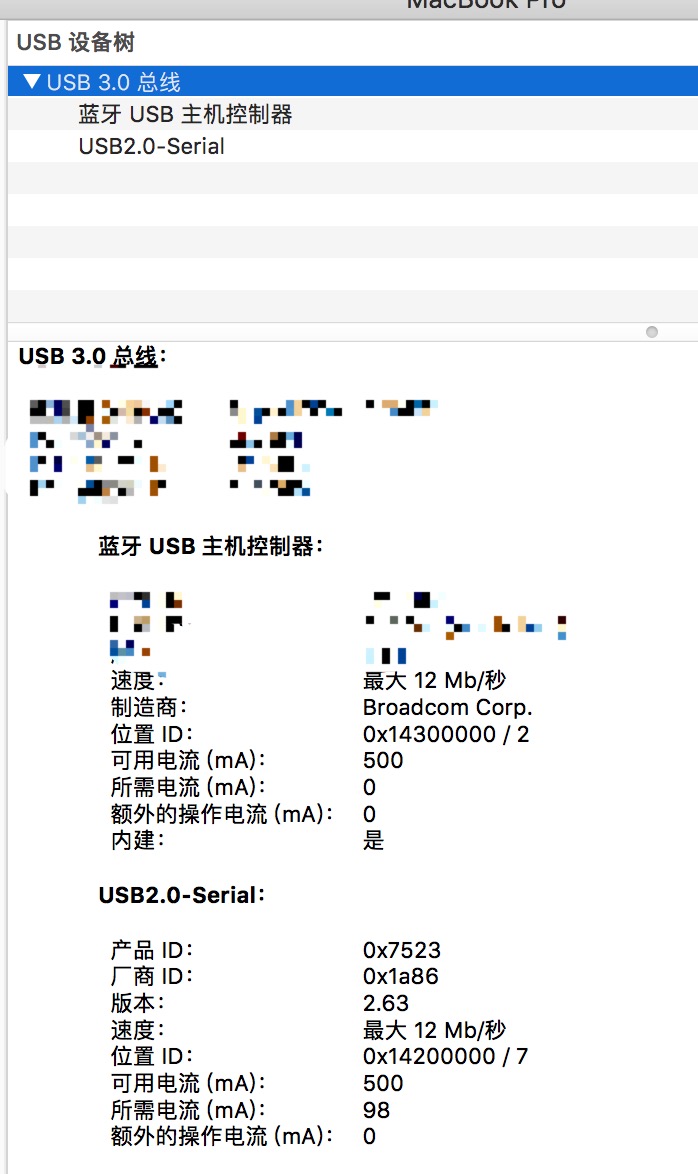 MacBook Pro
USB 设备树
▼ USB 3.0 总线
蓝牙 USB 主机控制器
USB2.0-Serial
USB 3.0 总线：
蓝牙 USB 主机控制器：
速度： 最大 12 Mb/秒
制造商： Broadcom Corp.
位置 ID： 0x14300000 / 2
可用电流 (mA)： 500
所需电流 (mA)： 0
额外的操作电流 (mA)： 0
内建： 是
USB2.0-Serial：
产品 ID： 0x7523
厂商 ID： 0x1a86
版本： 2.63
速度： 最大 12 Mb/秒
位置 ID： 0x14200000 / 7
可用电流 (mA)： 500
所需电流 (mA)： 98
额外的操作电流 (mA)： 0